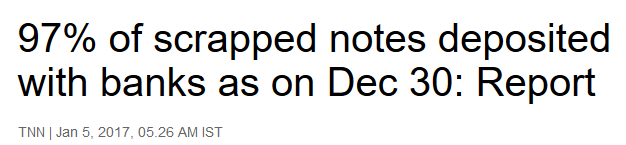 97% of scrapped notes deposited
with banks as on Dec 30: Report
TNN | Jan 5, 2017, 05.26 AM IST